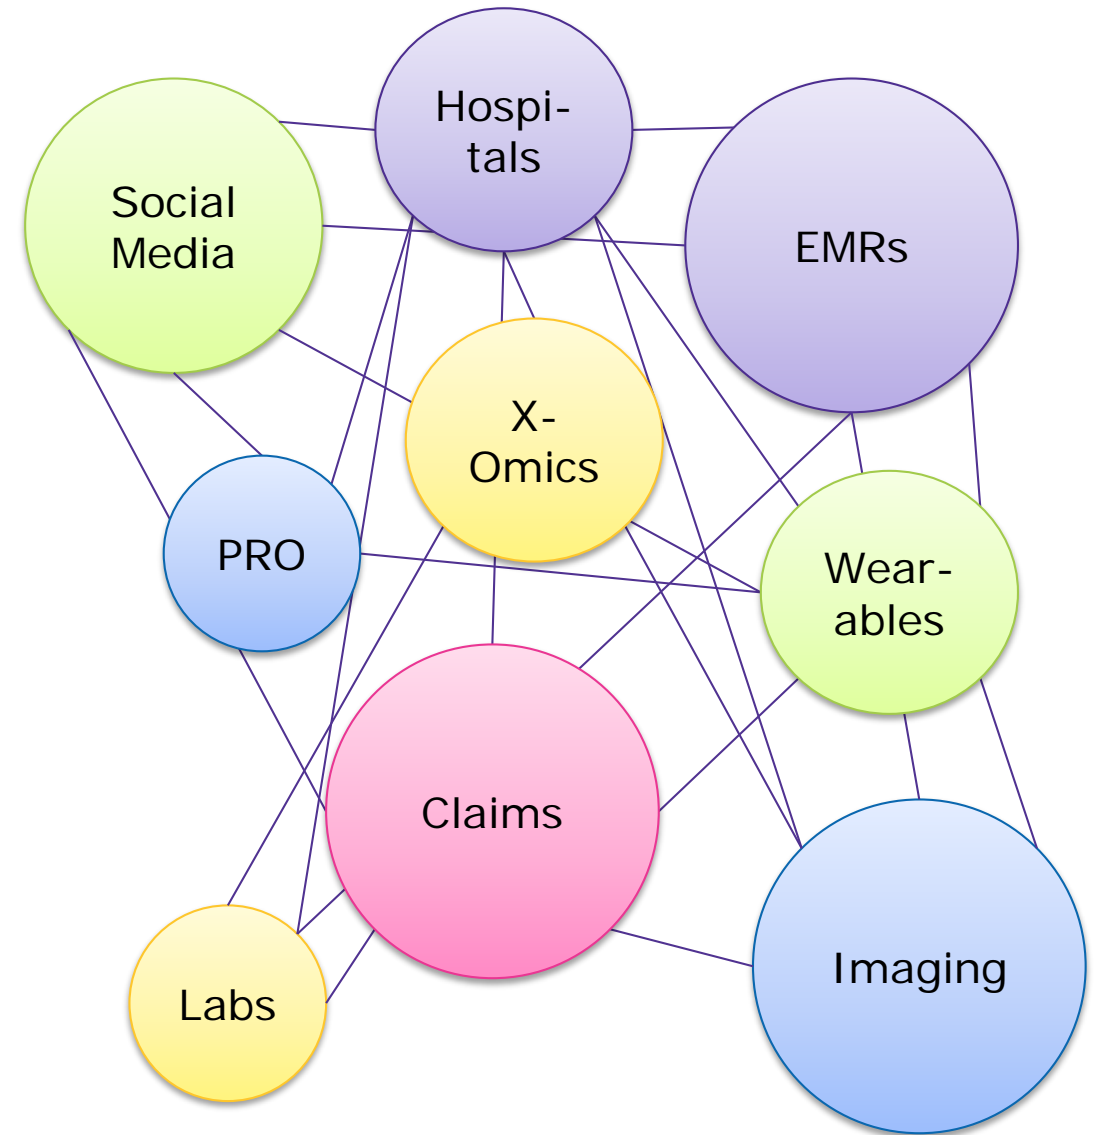 Hospi-
tals
Social
Media
EMRs
X-
Omics
PRO
Wear-
ables
Claims
Imaging
Labs